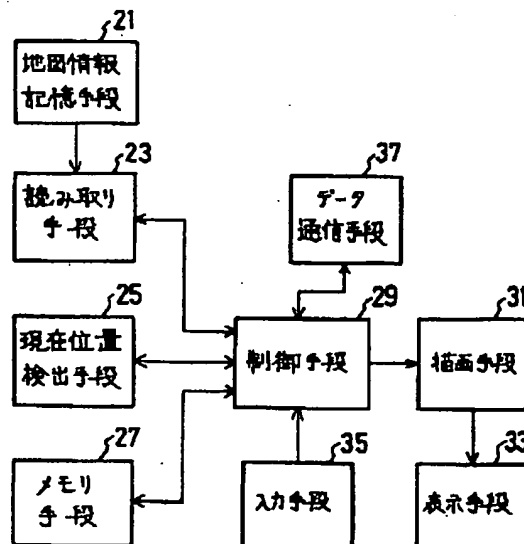 21
地図情報
記憶手段
23
読み取り
手段
37
データ
通信手段
25
現在位置
検出手段
29
制御手段
31
描画手段
27
メモリ
手段
35
入力手段
33
表示手段